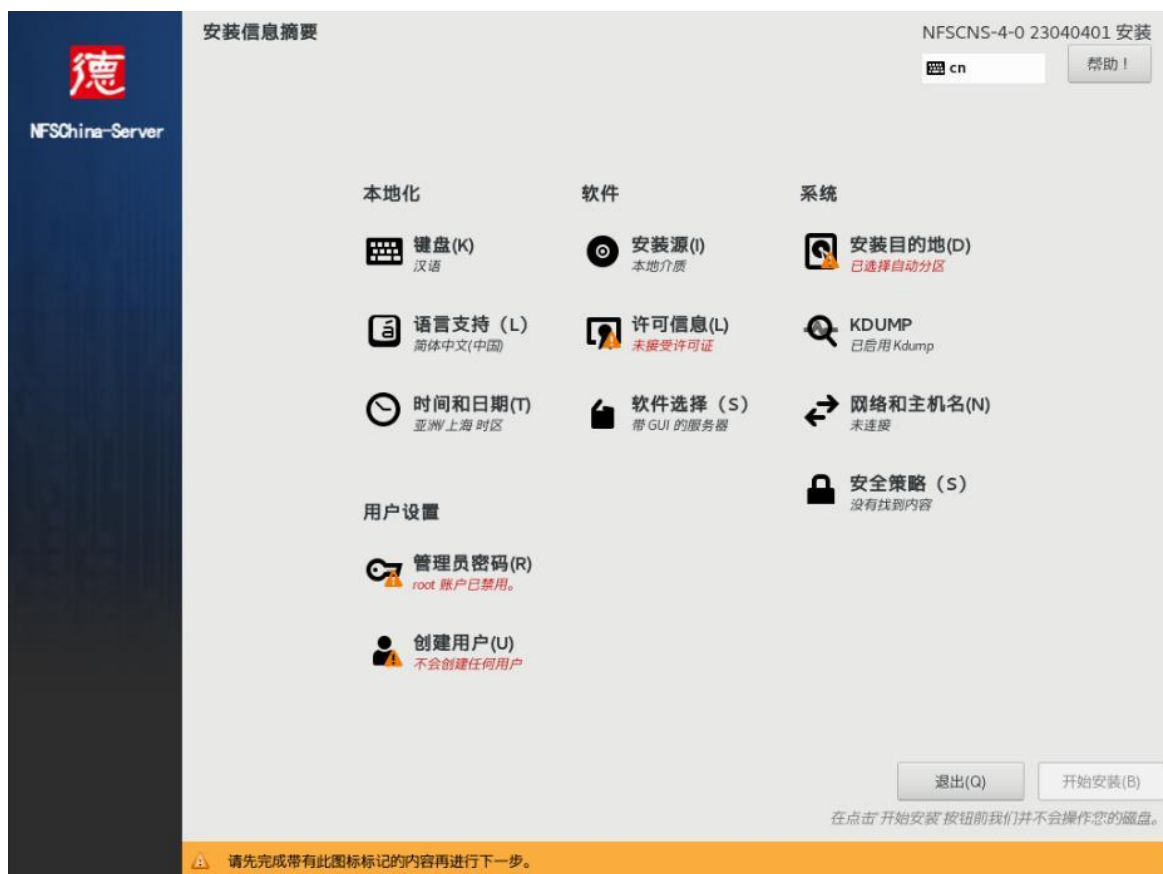 安装信息摘要
NFSCNS-4-0 23040401 安装
cn
帮助！
德
NFSChina-Server
本地化
软件
系统
键盘(K)
汉语
安装源(I)
本地介质
安装目的地(D)
已选择自动分区
语言支持（L）
简体中文(中国)
许可信息(L)
未接受许可证
KDUMP
已启用 Kdump
时间和日期(T)
亚洲/上海 时区
软件选择（S）
带 GUI 的服务器
网络和主机名(N)
未连接
安全策略（S）
没有找到内容
用户设置
管理员密码(R)
root 账户已禁用。
创建用户(U)
不会创建任何用户
退出(Q)
开始安装(B)
在点击“开始安装”按钮前我们并不会操作您的磁盘。
请先完成带有此图标标记的内容再进行下一步。